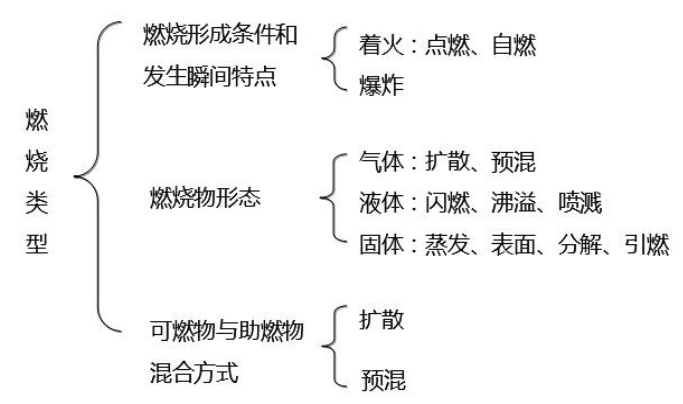 燃烧类型
燃烧形成条件和
发生瞬间特点
着火：点燃、自燃
爆炸
燃烧物形态
气体：扩散、预混
液体：闪燃、沸溢、喷溅
固体：蒸发、表面、分解、引燃
可燃物与助燃物
混合方式
扩散
预混